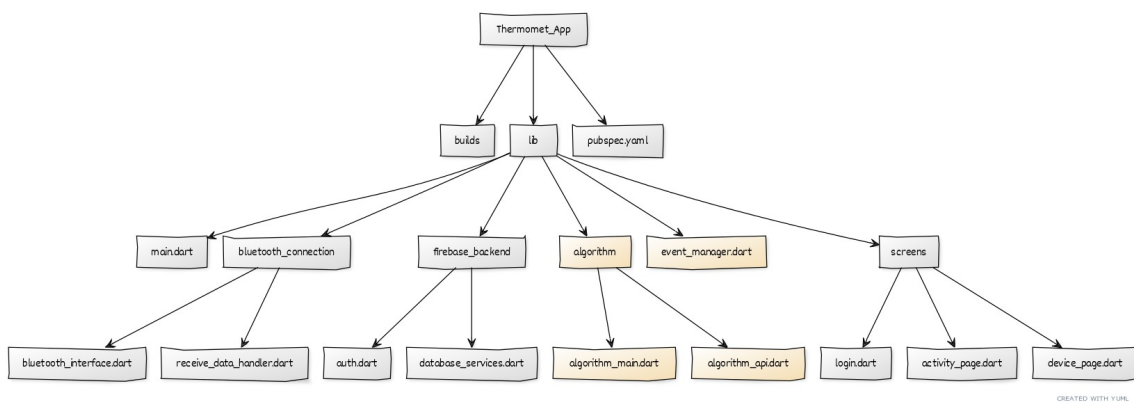 Thermomet_App
builds
lib
pubspec.yaml
main.dart
bluetooth_connection
firebase_backend
algorithm
event_manager.dart
screens
bluetooth_interface.dart
receive_data_handler.dart
auth.dart
database_services.dart
algorithm_main.dart
algorithm_api.dart
login.dart
activity_page.dart
device_page.dart
CREATED WITH YUML